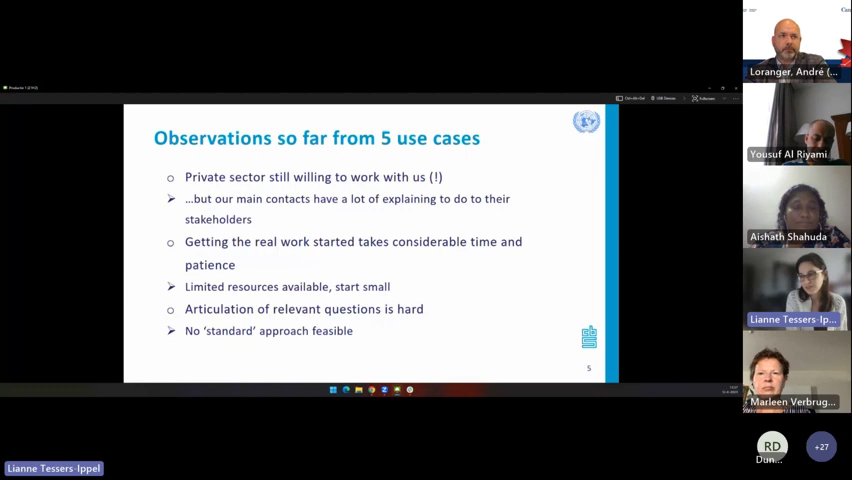 Observations so far from 5 use cases
o Private sector still willing to work with us (!)
➢ ...but our main contacts have a lot of explaining to do to their
stakeholders
o Getting the real work started takes considerable time and
patience
➢ Limited resources available, start small
o Articulation of relevant questions is hard
➢ No ‘standard’ approach feasible
5
Loranger, André (...
Yousuf Al Riyami
Aishath Shahuda
Lianne Tessers-Ip...
Marleen Verbrug...
RD
Dun...
+27
Lianne Tessers-Ippel